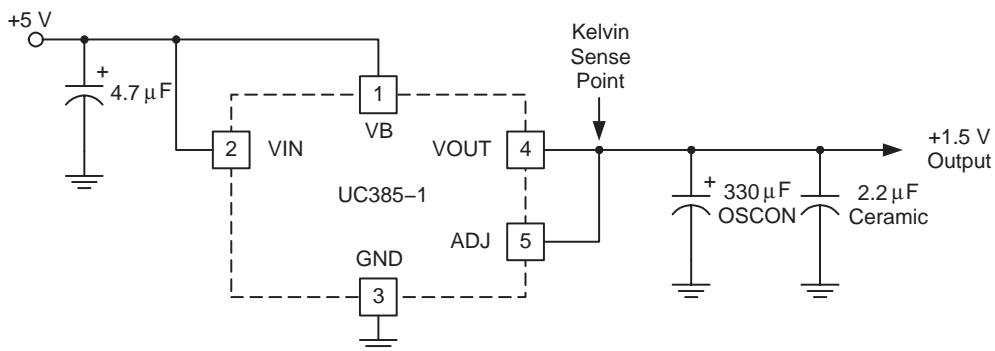 +5 V
Kelvin
Sense
Point
+
4.7 µF
1
VB
2
VIN
VOUT
4
+1.5 V
Output
UC385–1
+
330 µF
OSCON
2.2 µF
Ceramic
ADJ
5
GND
3